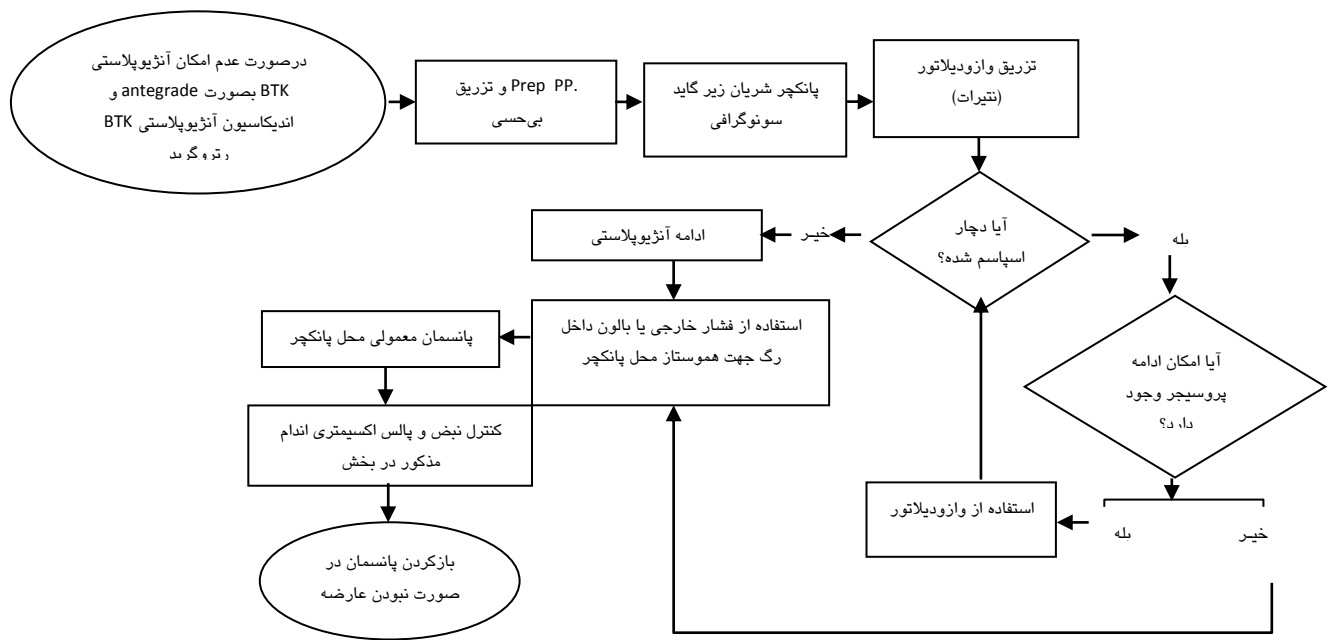 درصورت عدم امکان آنژیوپلاستی
BTK بصورت antegrade و
اندیکاسیون آنژیوپلاستی BTK
رتروگرید
Prep PP. و تزریق
بی‌حسی
پانکچر شریان زیر گاید
سونوگرافی
تزریق وازودیلاتور
(نتیرات)
آیا دچار
اسپاسم شده؟
خیـر
بله
ادامه آنژیوپلاستی
استفاده از فشار خارجی یا بالون داخل
رگ جهت هموستاز محل پانکچر
پانسمان معمولی محل پانکچر
کنترل نبض و پالس اکسیمتری اندام
مذکور در بخش
بازکردن پانسمان در
صورت نبودن عارضه
آیا امکان ادامه
پروسیجر وجود
دارد؟
بله
خیـر
استفاده از وازودیلاتور